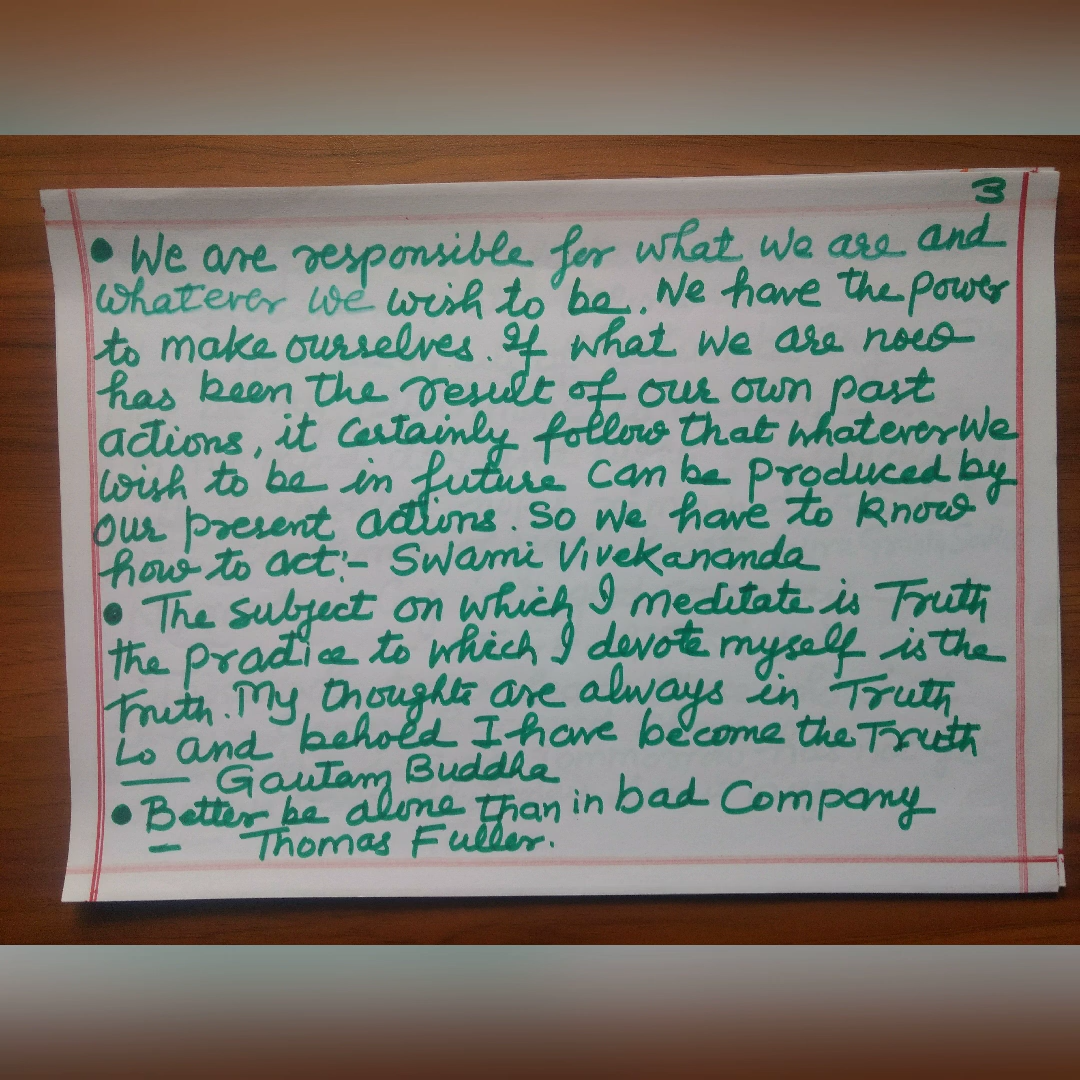 3
• We are responsible for what we are and
whatever we wish to be. We have the power
to make ourselves. If what we are now
has been the result of our own past
actions, it certainly follow that whatever we
wish to be in future can be produced by
our present actions. So we have to know
how to act:- Swami Vivekananda
• The subject on which I meditate is Truth
the practice to which I devote myself is the
Truth. My thoughts are always in Truth
Lo and behold I have become the Truth
— Gautam Buddha
• Better be alone than in bad Company
- Thomas Fuller.